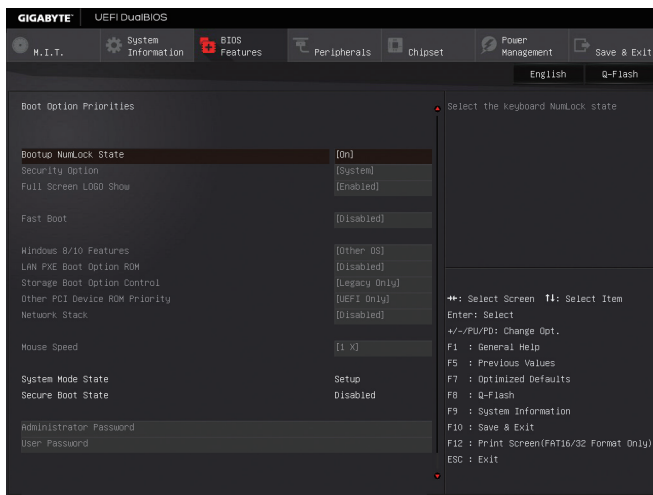 GIGABYTE™ UEFI DualBIOS
M.I.T.
System Information
BIOS Features
Peripherals
Chipset
Power Management
Save & Exit
English Q-Flash
Boot Option Priorities
Bootup NumLock State [On]
Security Option [System]
Full Screen LOGO Show [Enabled]
Fast Boot [Disabled]
Windows 8/10 Features [Other OS]
LAN PXE Boot Option ROM [Disabled]
Storage Boot Option Control [Legacy Only]
Other PCI Device ROM Priority [UEFI Only]
Network Stack [Disabled]
Mouse Speed [1 X]
System Mode State Setup
Secure Boot State Disabled
Administrator Password
User Password
Select the keyboard NumLock state
→←: Select Screen ↑↓: Select Item
Enter: Select
+/-/PU/PD: Change Opt.
F1 : General Help
F5 : Previous Values
F7 : Optimized Defaults
F8 : Q-Flash
F9 : System Information
F10 : Save & Exit
F12 : Print Screen(FAT16/32 Format Only)
ESC : Exit